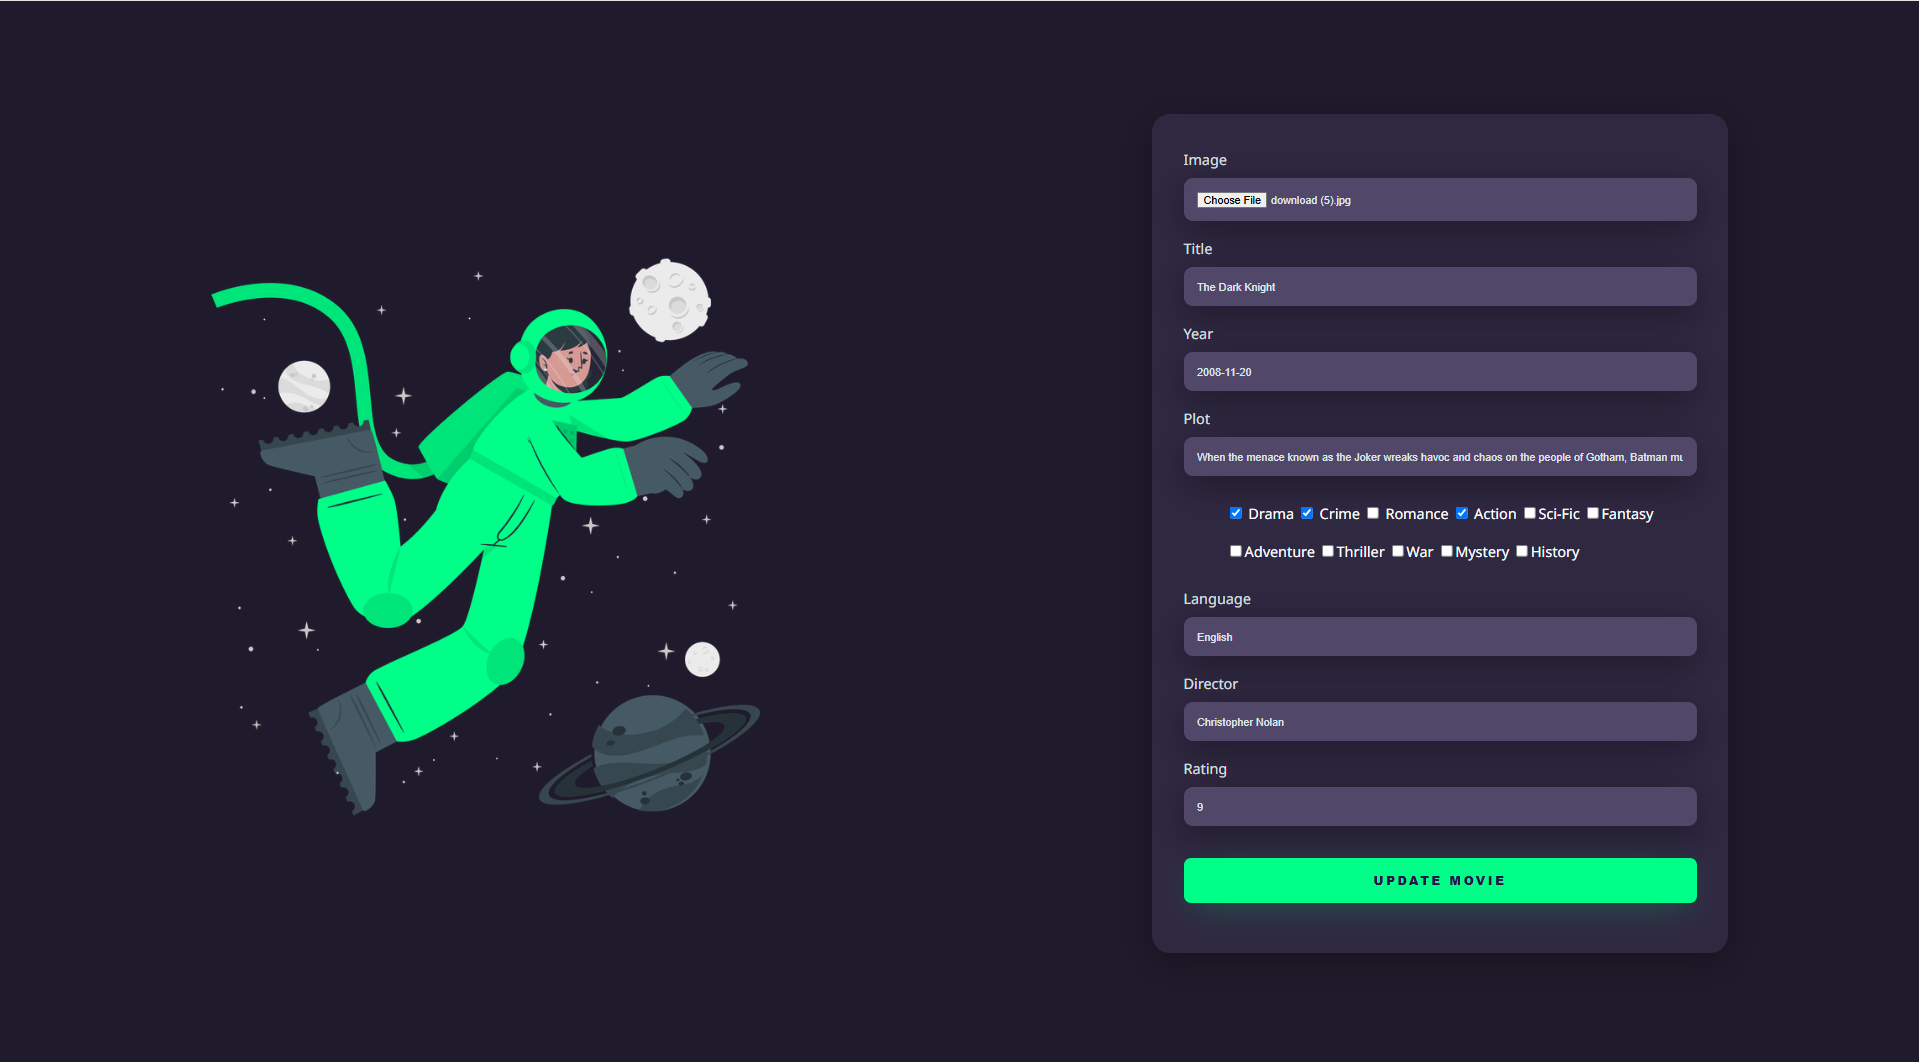 Image
Choose File download (5).jpg
Title
The Dark Knight
Year
2008-11-20
Plot
When the menace known as the Joker wreaks havoc and chaos on the people of Gotham, Batman mu
Drama Crime Romance Action Sci-Fic Fantasy
Adventure Thriller War Mystery History
Language
English
Director
Christopher Nolan
Rating
9
UPDATE MOVIE